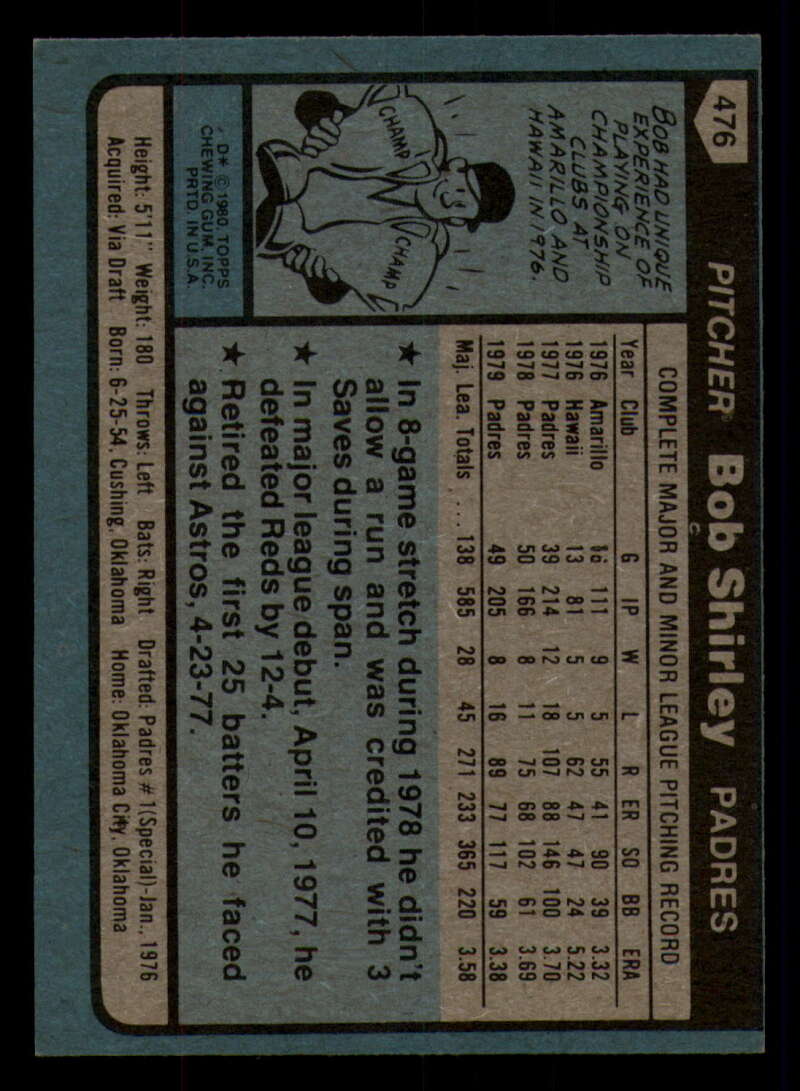 476 PITCHER Bob Shirley PADRES
BOB HAD UNIQUE
EXPERIENCE OF
PLAYING ON
CHAMPIONSHIP
CLUBS AT
AMARILLO AND
HAWAII IN 1976.
CHAMP CHAMP
D* © 1980 TOPPS
CHEWING GUM, INC.
PRTD. IN U.S.A.
COMPLETE MAJOR AND MINOR LEAGUE PITCHING RECORD
Year Club G IP W L R ER SO BB ERA
1976 Amarillo 111 9 5 55 41 90 39 3.32
1976 Hawaii 13 81 5 5 62 47 47 24 5.22
1977 Padres 39 214 12 18 107 88 146 100 3.70
1978 Padres 50 166 8 11 75 68 102 61 3.69
1979 Padres 49 205 8 16 89 77 117 59 3.38
Maj. Lea. Totals .... 138 585 28 45 271 233 365 220 3.58
★ In 8-game stretch during 1978 he didn't
allow a run and was credited with 3
Saves during span.
★ In major league debut, April 10, 1977, he
defeated Reds by 12-4.
★ Retired the first 25 batters he faced
against Astros, 4-23-77.
Height: 5'11" Weight: 180 Throws: Left Bats: Right Drafted: Padres #1(Special)-Jan., 1976
Acquired: Via Draft Born: 6-25-54, Cushing, Oklahoma Home: Oklahoma City, Oklahoma